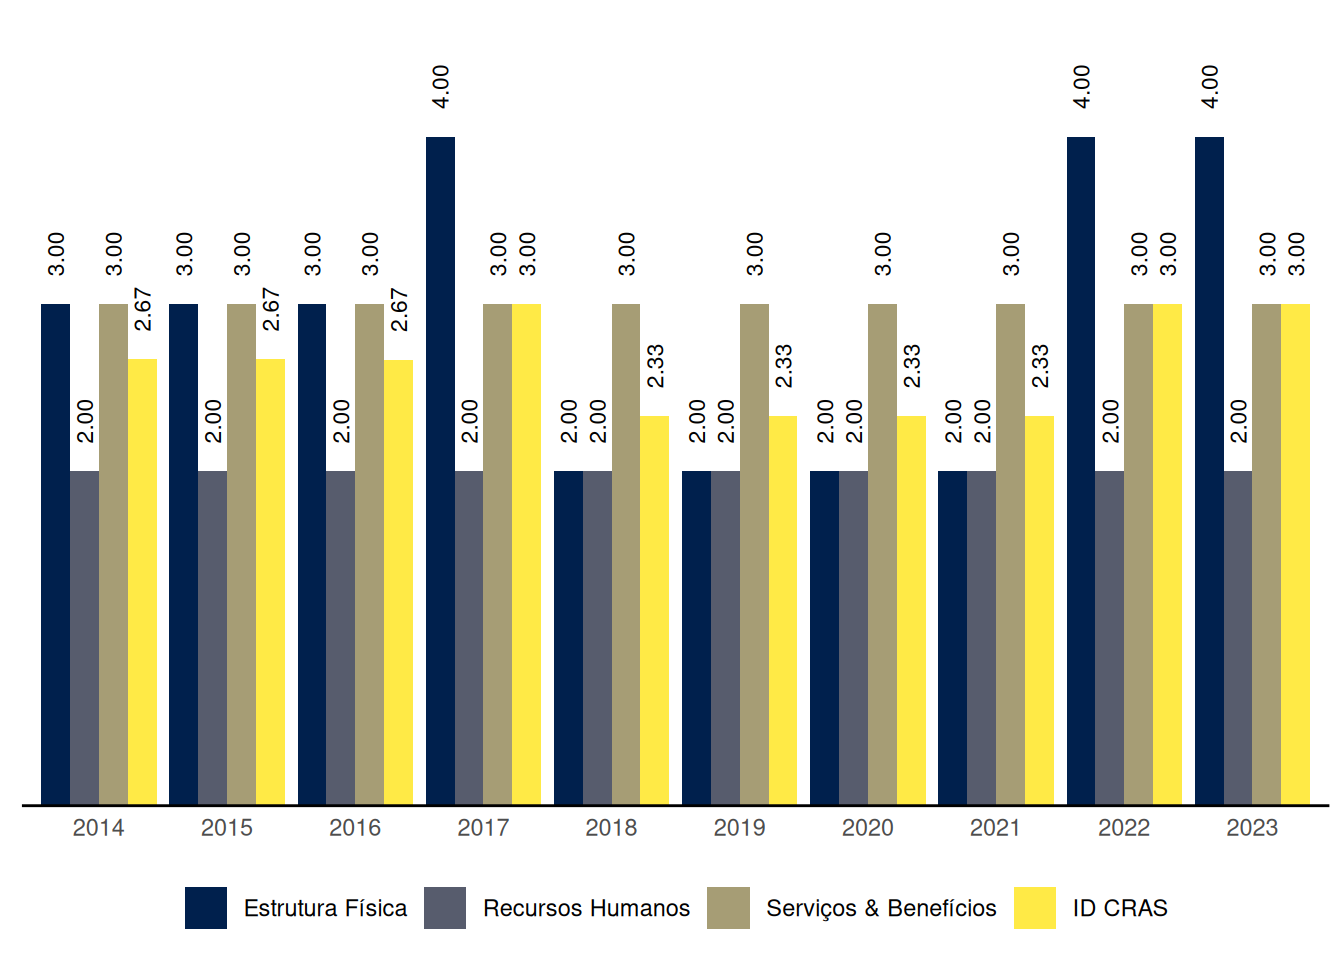 4.00 4.00 4.00
3.00 3.00 3.00 3.00 3.00 3.00 3.00 3.00 3.00 3.00 3.00 3.00 3.00 3.00 3.00 3.00
2.67 2.67 2.67
2.33 2.33 2.33 2.33
2.00 2.00 2.00 2.00 2.00 2.00 2.00 2.00 2.00 2.00 2.00 2.00 2.00 2.00
2014 2015 2016 2017 2018 2019 2020 2021 2022 2023
Estrutura Física Recursos Humanos Serviços & Benefícios ID CRAS